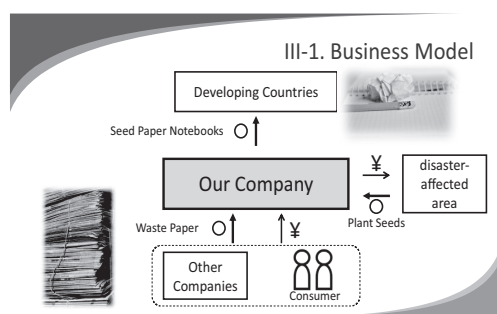 III-1. Business Model
Developing Countries
Seed Paper Notebooks
Our Company
¥
disaster-
affected
area
Plant Seeds
Waste Paper
¥
Other
Companies
Consumer